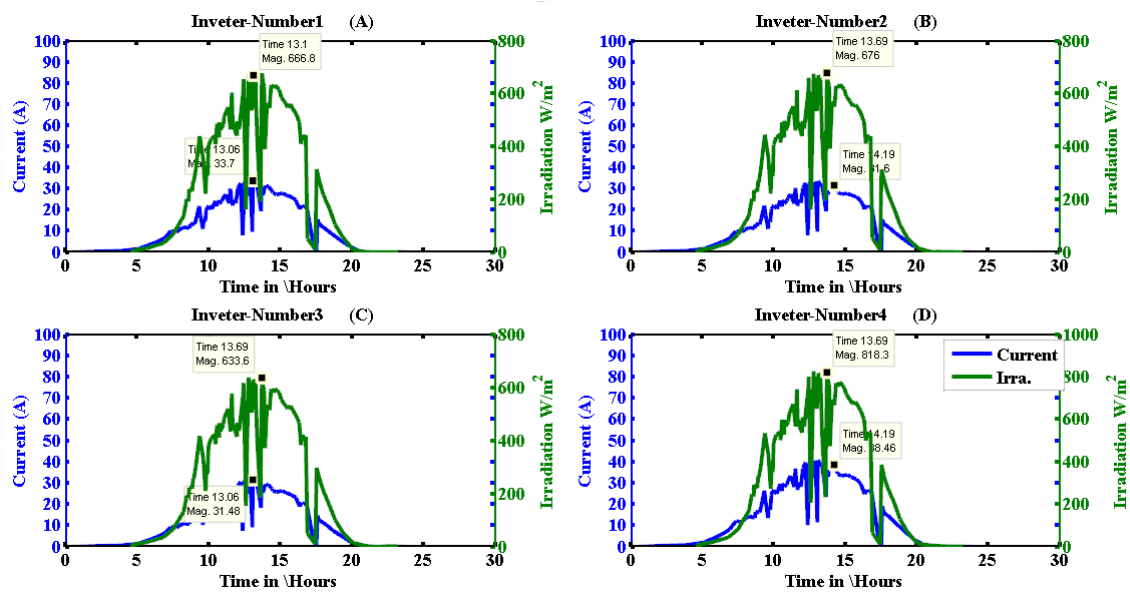 Inveter-Number1 (A)
Time 13.1
Mag. 666.8
Time 13.06
Mag. 33.7
100
90
80
70
60
50
40
30
20
10
0
Current (A)
800
600
400
200
0
Irradiation W/m²
0 5 10 15 20 25 30
Time in \Hours
Inveter-Number2 (B)
Time 13.69
Mag. 676
Time 14.19
Mag. 31.6
100
90
80
70
60
50
40
30
20
10
0
Current (A)
800
600
400
200
0
Irradiation W/m²
0 5 10 15 20 25 30
Time in \Hours
Inveter-Number3 (C)
Time 13.69
Mag. 633.6
Time 13.06
Mag. 31.48
100
90
80
70
60
50
40
30
20
10
0
Current (A)
800
600
400
200
0
Irradiation W/m²
0 5 10 15 20 25 30
Time in \Hours
Inveter-Number4 (D)
Time 13.69
Mag. 818.3
Time 14.19
Mag. 38.46
Current
Irra.
100
90
80
70
60
50
40
30
20
10
0
Current (A)
1000
800
600
400
200
0
Irradiation W/m²
0 5 10 15 20 25 30
Time in \Hours